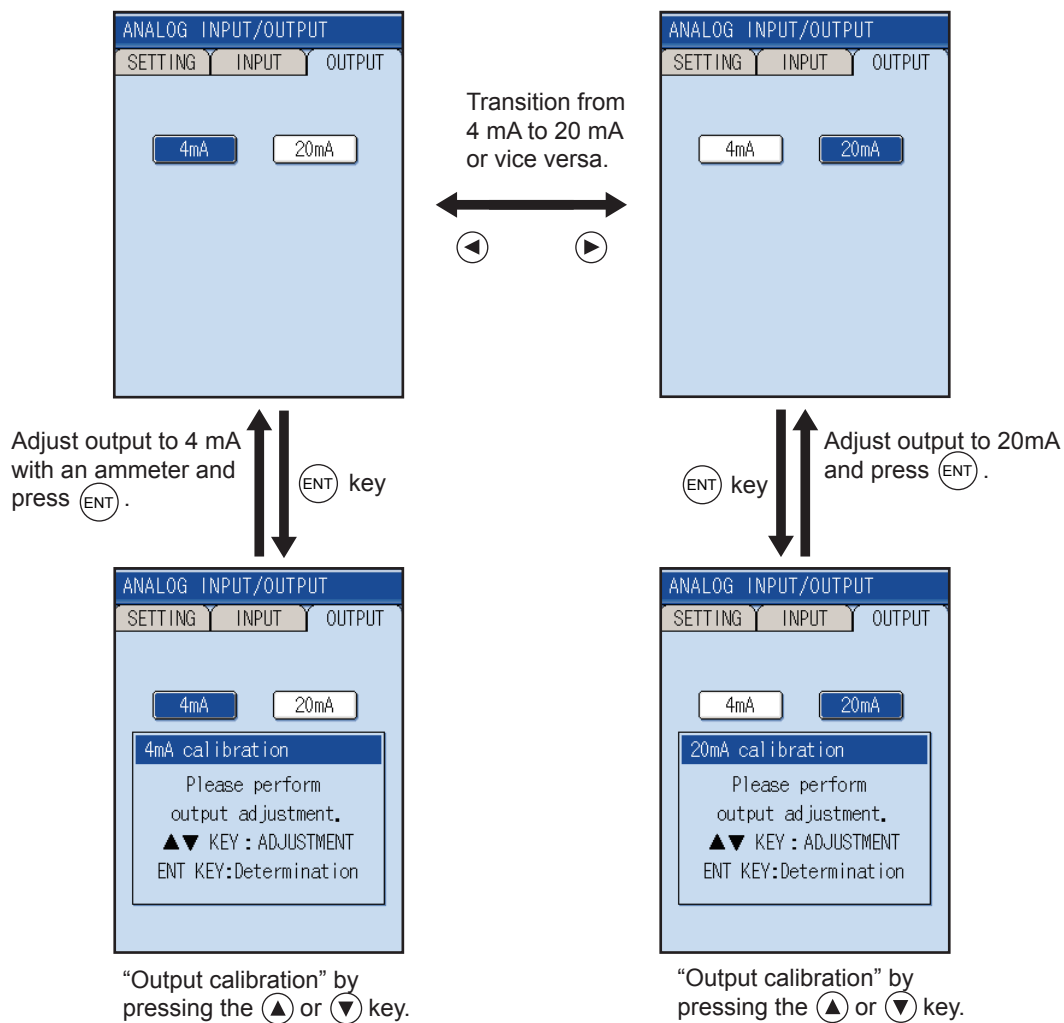 ANALOG INPUT/OUTPUT
SETTING INPUT OUTPUT
4mA 20mA
Transition from
4 mA to 20 mA
or vice versa.
◀ ▶
ANALOG INPUT/OUTPUT
SETTING INPUT OUTPUT
4mA 20mA
Adjust output to 4 mA
with an ammeter and
press ENT .
ENT key
ENT key
Adjust output to 20mA
and press ENT .
ANALOG INPUT/OUTPUT
SETTING INPUT OUTPUT
4mA 20mA
4mA calibration
Please perform
output adjustment.
▲▼ KEY : ADJUSTMENT
ENT KEY:Determination
“Output calibration” by
pressing the ▲ or ▼ key.
ANALOG INPUT/OUTPUT
SETTING INPUT OUTPUT
4mA 20mA
20mA calibration
Please perform
output adjustment.
▲▼ KEY : ADJUSTMENT
ENT KEY:Determination
“Output calibration” by
pressing the ▲ or ▼ key.